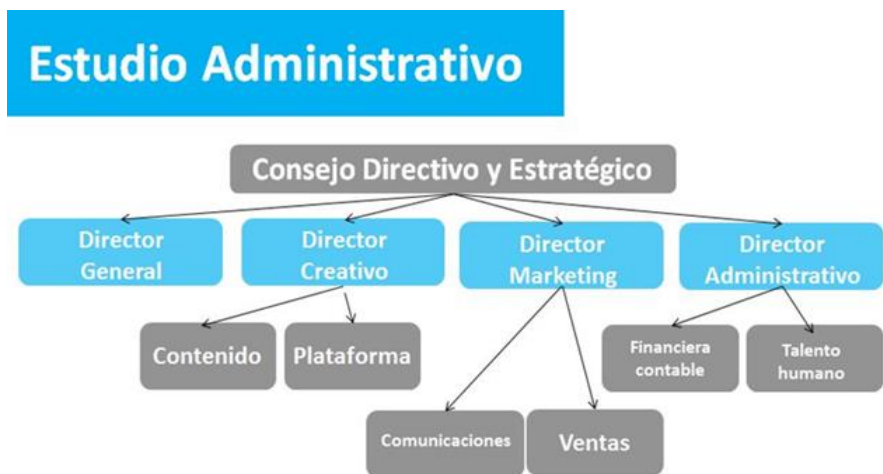 Estudio Administrativo
Consejo Directivo y Estratégico
Director
General
Director
Creativo
Director
Marketing
Director
Administrativo
Contenido
Plataforma
Financiera
contable
Talento
humano
Comunicaciones
Ventas